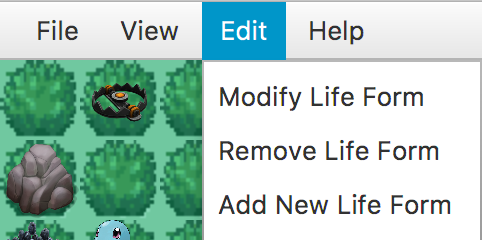 File View Edit Help
Modify Life Form
Remove Life Form
Add New Life Form